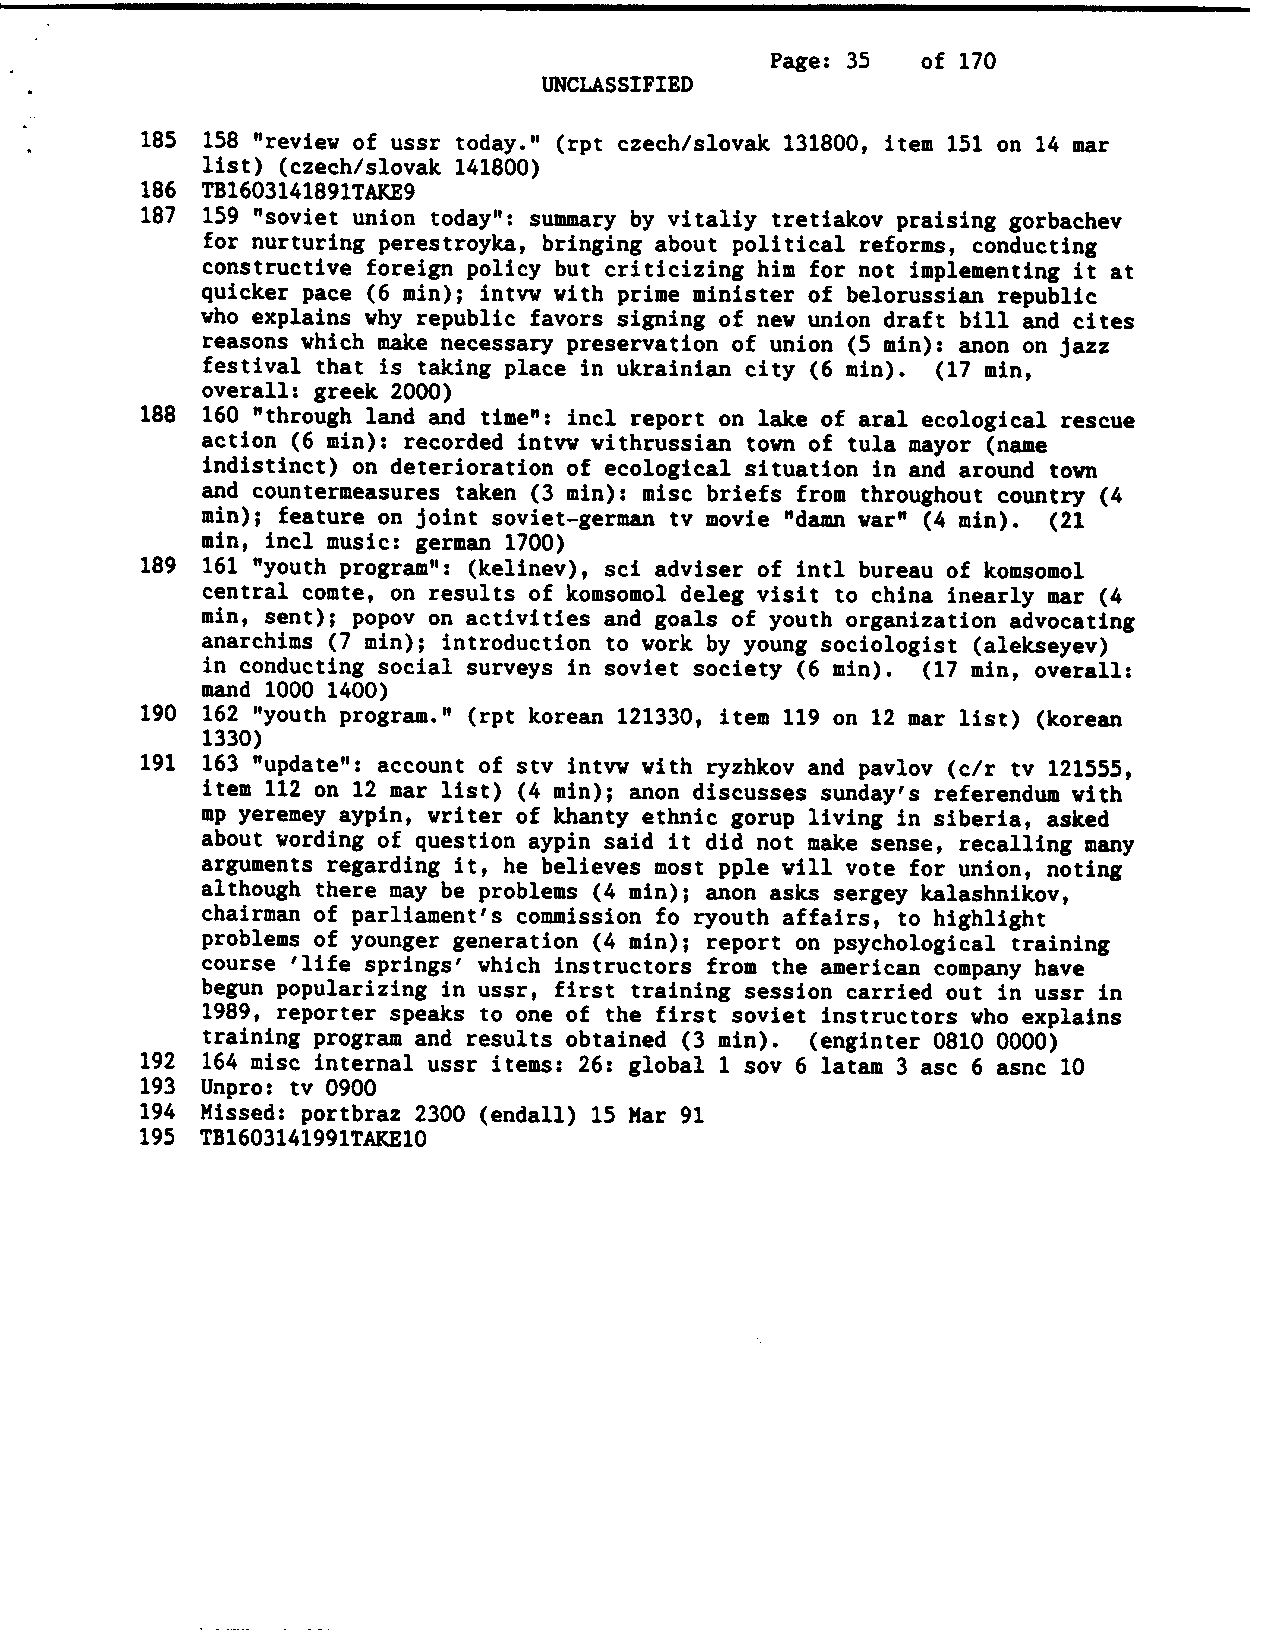 Page: 35 of 170
UNCLASSIFIED
185 158 "review of ussr today." (rpt czech/slovak 131800, item 151 on 14 mar
list) (czech/slovak 141800)
186 TB1603141891TAKE9
187 159 "soviet union today": summary by vitaliy tretiakov praising gorbachev
for nurturing perestroyka, bringing about political reforms, conducting
constructive foreign policy but criticizing him for not implementing it at
quicker pace (6 min); intvw with prime minister of belorussian republic
who explains why republic favors signing of new union draft bill and cites
reasons which make necessary preservation of union (5 min): anon on jazz
festival that is taking place in ukrainian city (6 min). (17 min,
overall: greek 2000)
188 160 "through land and time": incl report on lake of aral ecological rescue
action (6 min): recorded intvw withrussian town of tula mayor (name
indistinct) on deterioration of ecological situation in and around town
and countermeasures taken (3 min): misc briefs from throughout country (4
min); feature on joint soviet-german tv movie "damn war" (4 min). (21
min, incl music: german 1700)
189 161 "youth program": (kelinev), sci adviser of intl bureau of komsomol
central comte, on results of komsomol deleg visit to china inearly mar (4
min, sent); popov on activities and goals of youth organization advocating
anarchims (7 min); introduction to work by young sociologist (alekseyev)
in conducting social surveys in soviet society (6 min). (17 min, overall:
mand 1000 1400)
190 162 "youth program." (rpt korean 121330, item 119 on 12 mar list) (korean
1330)
191 163 "update": account of stv intvw with ryzhkov and pavlov (c/r tv 121555,
item 112 on 12 mar list) (4 min); anon discusses sunday's referendum with
mp yeremey aypin, writer of khanty ethnic gorup living in siberia, asked
about wording of question aypin said it did not make sense, recalling many
arguments regarding it, he believes most pple will vote for union, noting
although there may be problems (4 min); anon asks sergey kalashnikov,
chairman of parliament's commission fo ryouth affairs, to highlight
problems of younger generation (4 min); report on psychological training
course 'life springs' which instructors from the american company have
begun popularizing in ussr, first training session carried out in ussr in
1989, reporter speaks to one of the first soviet instructors who explains
training program and results obtained (3 min). (enginter 0810 0000)
192 164 misc internal ussr items: 26: global 1 sov 6 latam 3 asc 6 asnc 10
193 Unpro: tv 0900
194 Missed: portbraz 2300 (endall) 15 Mar 91
195 TB1603141991TAKE10